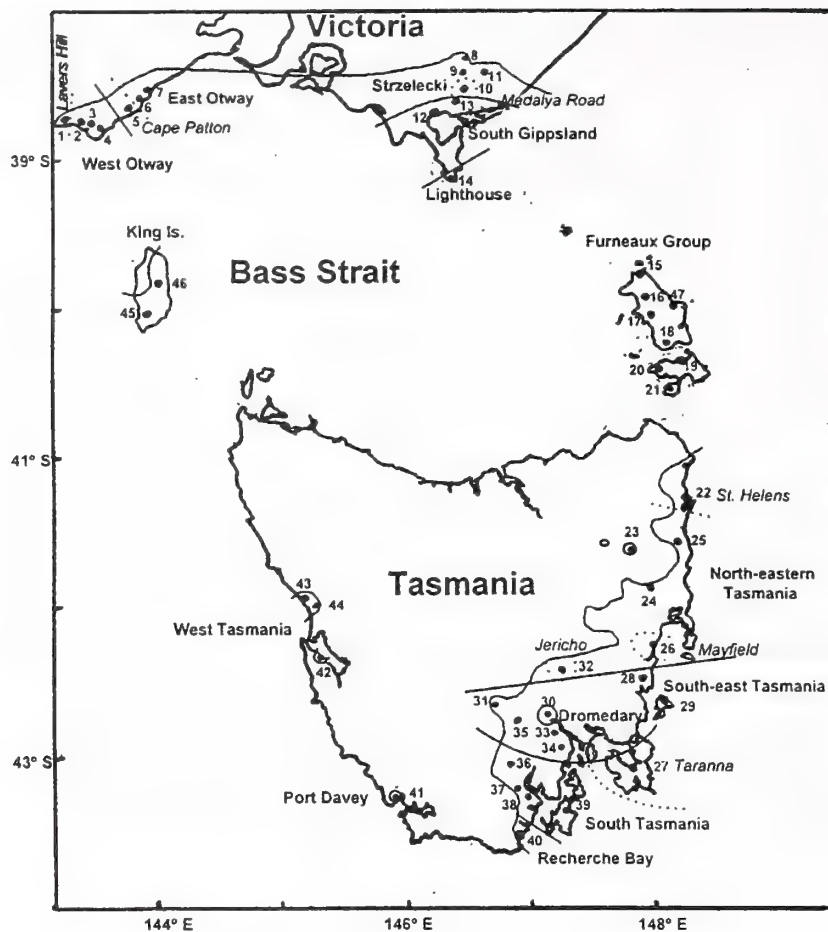 Victoria
Lavers Hill
8
9
11
7
Strzelecki
10
6
East Otway
13
Medalya Road
3
5
Cape Patton
12
1
2
4
South Gippsland
39° S
West Otway
14
Lighthouse
King Is.
Furneaux Group
Bass Strait
15
46
16
47
45
17
18
20
19
21
41° S
22
St. Helens
23
25
Tasmania
43
North-eastern
Tasmania
44
24
West Tasmania
Jericho
26
Mayfield
42
32
28
South-east Tasmania
31
30
29
Dromedary
35
33
34
43° S
36
27
Taranna
37
Port Davey
41
38
39
South Tasmania
40
Recherche Bay
144° E
146° E
148° E